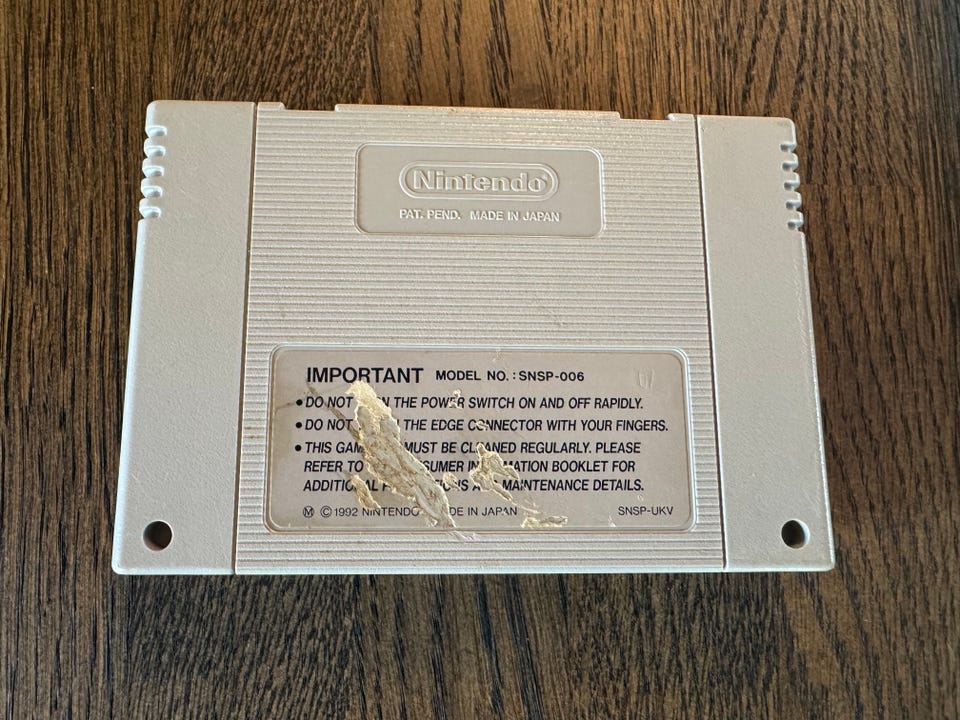 Nintendo
PAT. PEND. MADE IN JAPAN
IMPORTANT MODEL NO. : SNSP-006
• DO NOT THE POWER SWITCH ON AND OFF RAPIDLY.
• DO NOT THE EDGE CONNECTOR WITH YOUR FINGERS.
• THIS MUST BE CLEANED REGULARLY. PLEASE
REFER TO FOR
MAINTENANCE DETAILS.
Ⓜ ©1992 NINTENDO MADE IN JAPAN SNSP-UKV